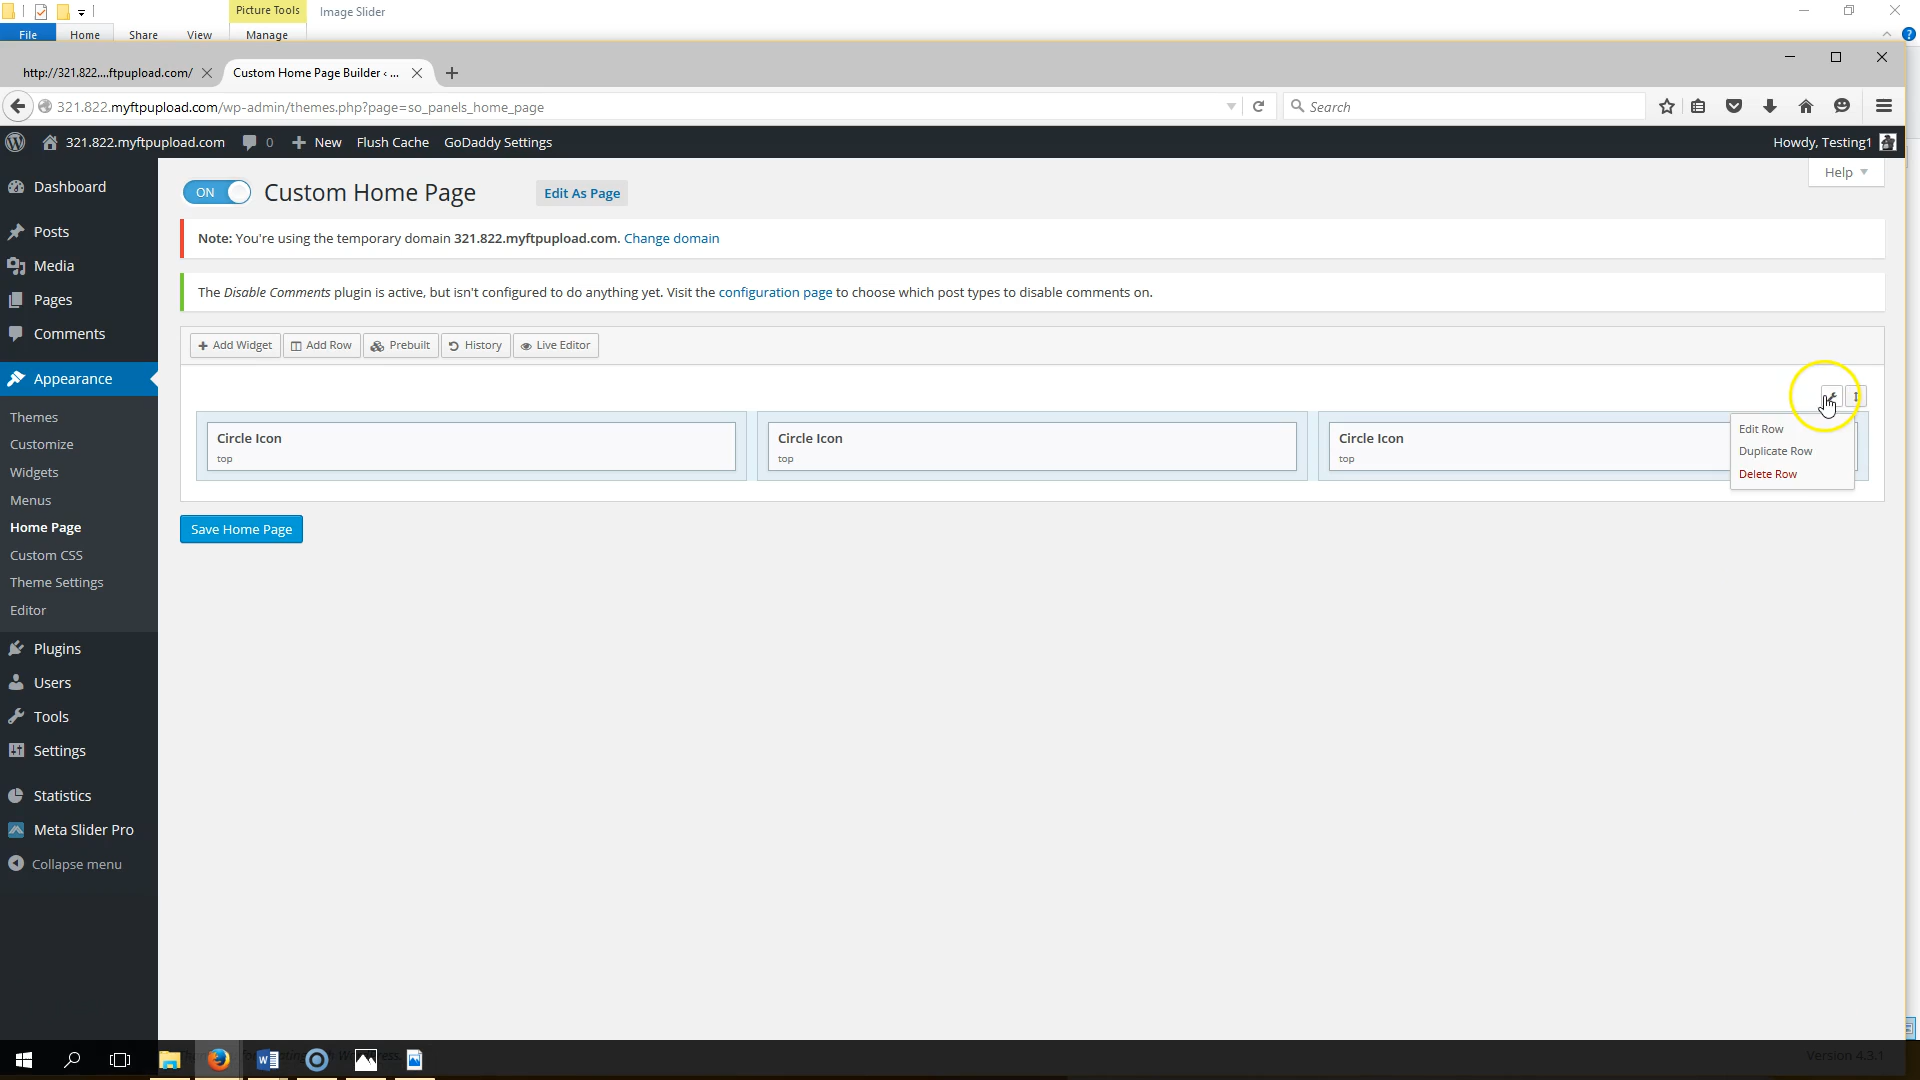 Picture Tools Image Slider
File Home Share View Manage
http://321.822....ftpupload.com/ Custom Home Page Builder ‹ ...
321.822.myftpupload.com/wp-admin/themes.php?page=so_panels_home_page Search
321.822.myftpupload.com 0 New Flush Cache GoDaddy Settings Howdy, Testing1
Help
ON Custom Home Page Edit As Page
Note: You're using the temporary domain 321.822.myftpupload.com. Change domain
The Disable Comments plugin is active, but isn't configured to do anything yet. Visit the configuration page to choose which post types to disable comments on.
Add Widget Add Row Prebuilt History Live Editor
Circle Icon
top
Circle Icon
top
Circle Icon
top
Edit Row
Duplicate Row
Delete Row
Save Home Page
Dashboard
Posts
Media
Pages
Comments
Appearance
Themes
Customize
Widgets
Menus
Home Page
Custom CSS
Theme Settings
Editor
Plugins
Users
Tools
Settings
Statistics
Meta Slider Pro
Collapse menu
Version 4.3.1